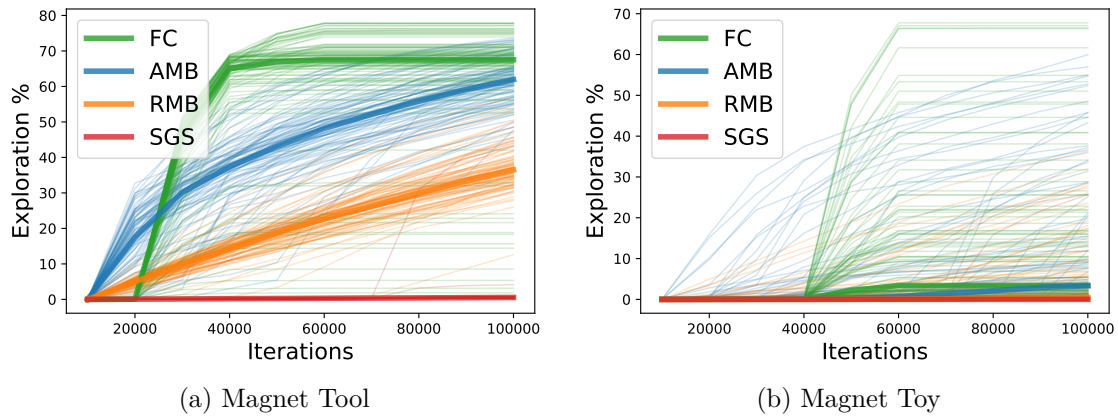 80
70
60
50
40
30
20
10
0
Exploration %
FC
AMB
RMB
SGS
20000 40000 60000 80000 100000
Iterations
(a) Magnet Tool
70
60
50
40
30
20
10
0
Exploration %
FC
AMB
RMB
SGS
20000 40000 60000 80000 100000
Iterations
(b) Magnet Toy